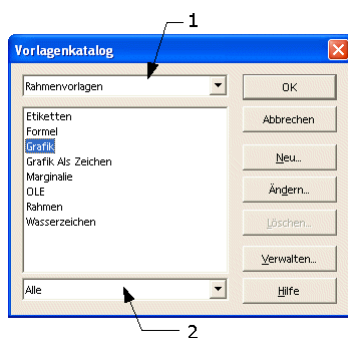 1
Vorlagenkatalog
Rahmenvorlagen
OK
Etiketten
Formel
Grafik
Grafik Als Zeichen
Marginalie
OLE
Rahmen
Wasserzeichen
Abbrechen
Neu...
Ändern...
Löschen...
Verwalten...
Alle
Hilfe
2